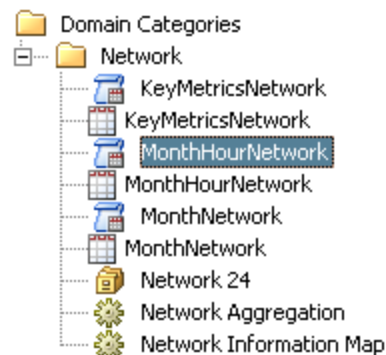 Domain Categories
Network
KeyMetricsNetwork
KeyMetricsNetwork
MonthHourNetwork
MonthHourNetwork
MonthNetwork
MonthNetwork
Network 24
Network Aggregation
Network Information Map